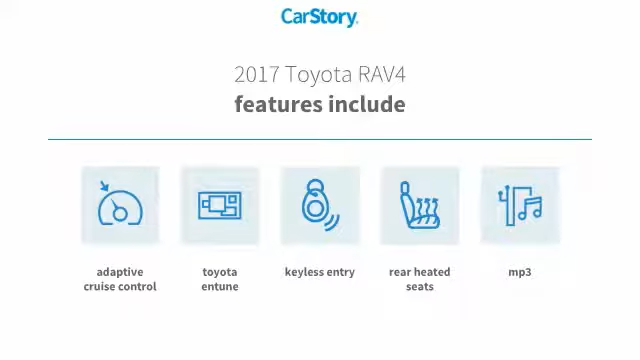 CarStory.
2017 Toyota RAV4
features include
adaptive
cruise control
toyota
entune
keyless entry
rear heated
seats
mp3